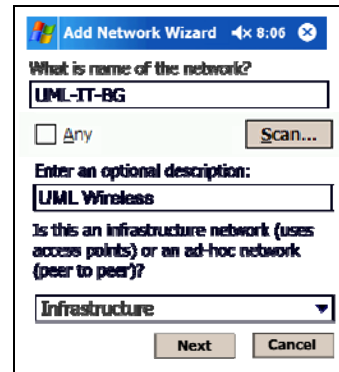 Add Network Wizard 8:06
What is name of the network?
UML-IT-BG
Any Scan...
Enter an optional description:
UML Wireless
Is this an infrastructure network (uses
access points) or an ad-hoc network
(peer to peer)?
Infrastructure
Next Cancel